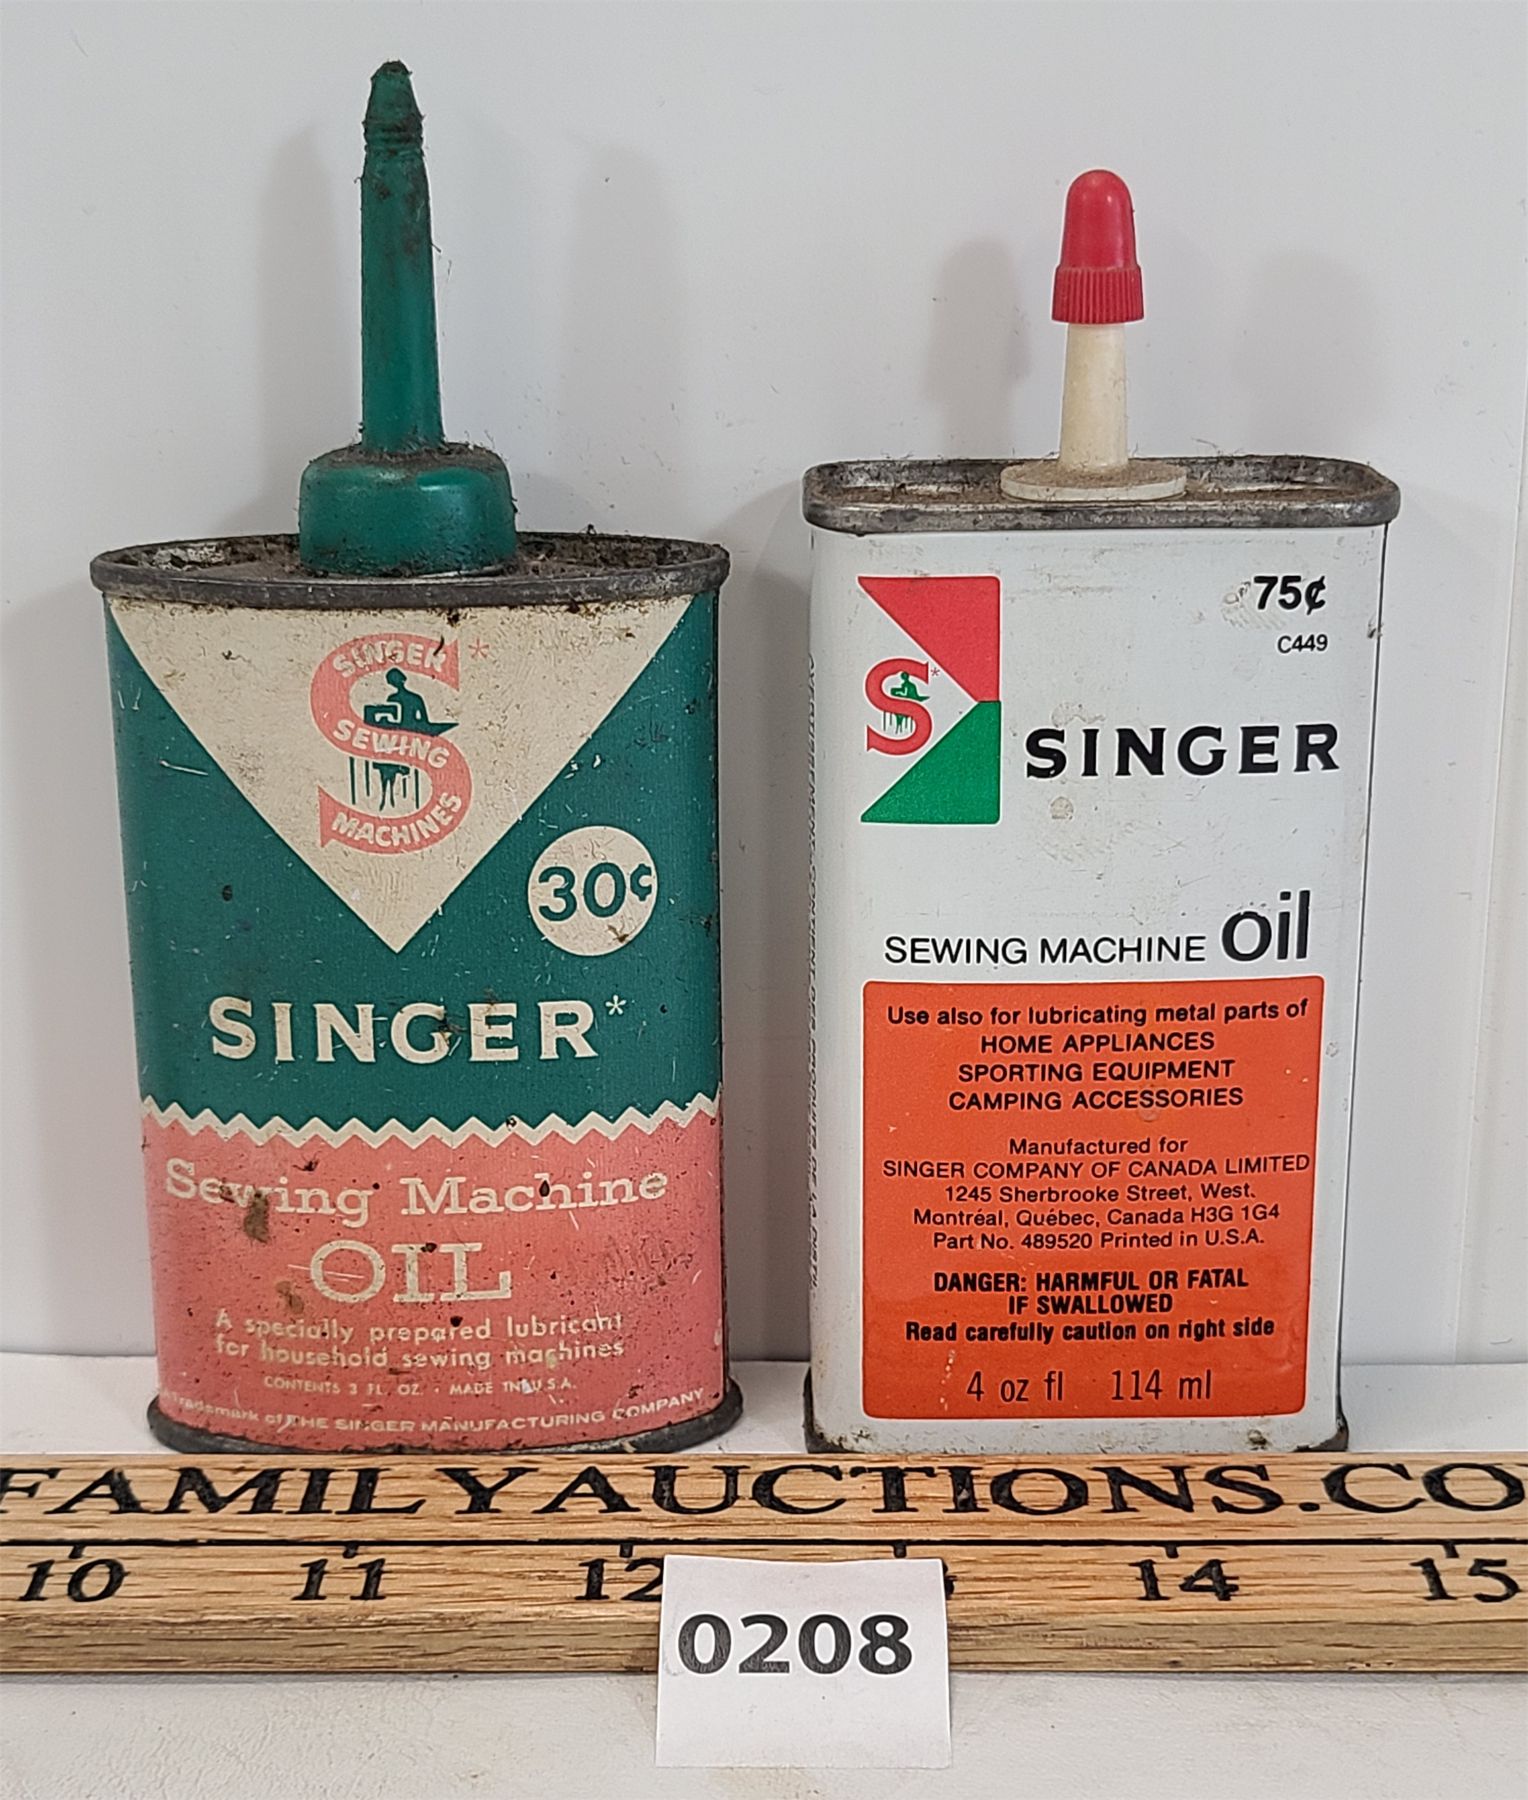 SINGER *
SEWING
MACHINES
30¢
SINGER*
Sewing Machine
OIL
A specially prepared lubricant
for household sewing machines
CONTENTS 3 FL. OZ. · MADE IN U.S.A.
Trademark of THE SINGER MANUFACTURING COMPANY
75¢
C449
S*
SINGER
SEWING MACHINE oil
Use also for lubricating metal parts of
HOME APPLIANCES
SPORTING EQUIPMENT
CAMPING ACCESSORIES
Manufactured for
SINGER COMPANY OF CANADA LIMITED
1245 Sherbrooke Street, West.
Montréal, Québec, Canada H3G 1G4
Part No. 489520 Printed in U.S.A.
DANGER: HARMFUL OR FATAL
IF SWALLOWED
Read carefully caution on right side
4 oz fl 114 ml
FAMILYAUCTIONS.CO
10 11 12 14 15
0208